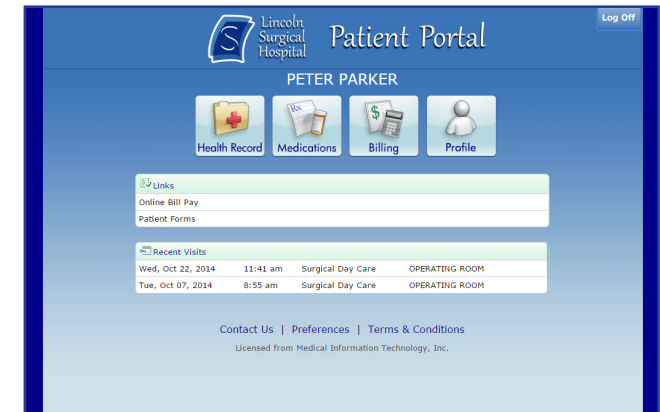 Log Off
Lincoln
Surgical
Hospital
Patient Portal
PETER PARKER
Rx
$
Health Record Medications Billing Profile
Links
Online Bill Pay
Patient Forms
Recent Visits
Wed, Oct 22, 2014 11:41 am Surgical Day Care OPERATING ROOM
Tue, Oct 07, 2014 8:55 am Surgical Day Care OPERATING ROOM
Contact Us | Preferences | Terms & Conditions
Licensed from Medical Information Technology, Inc.